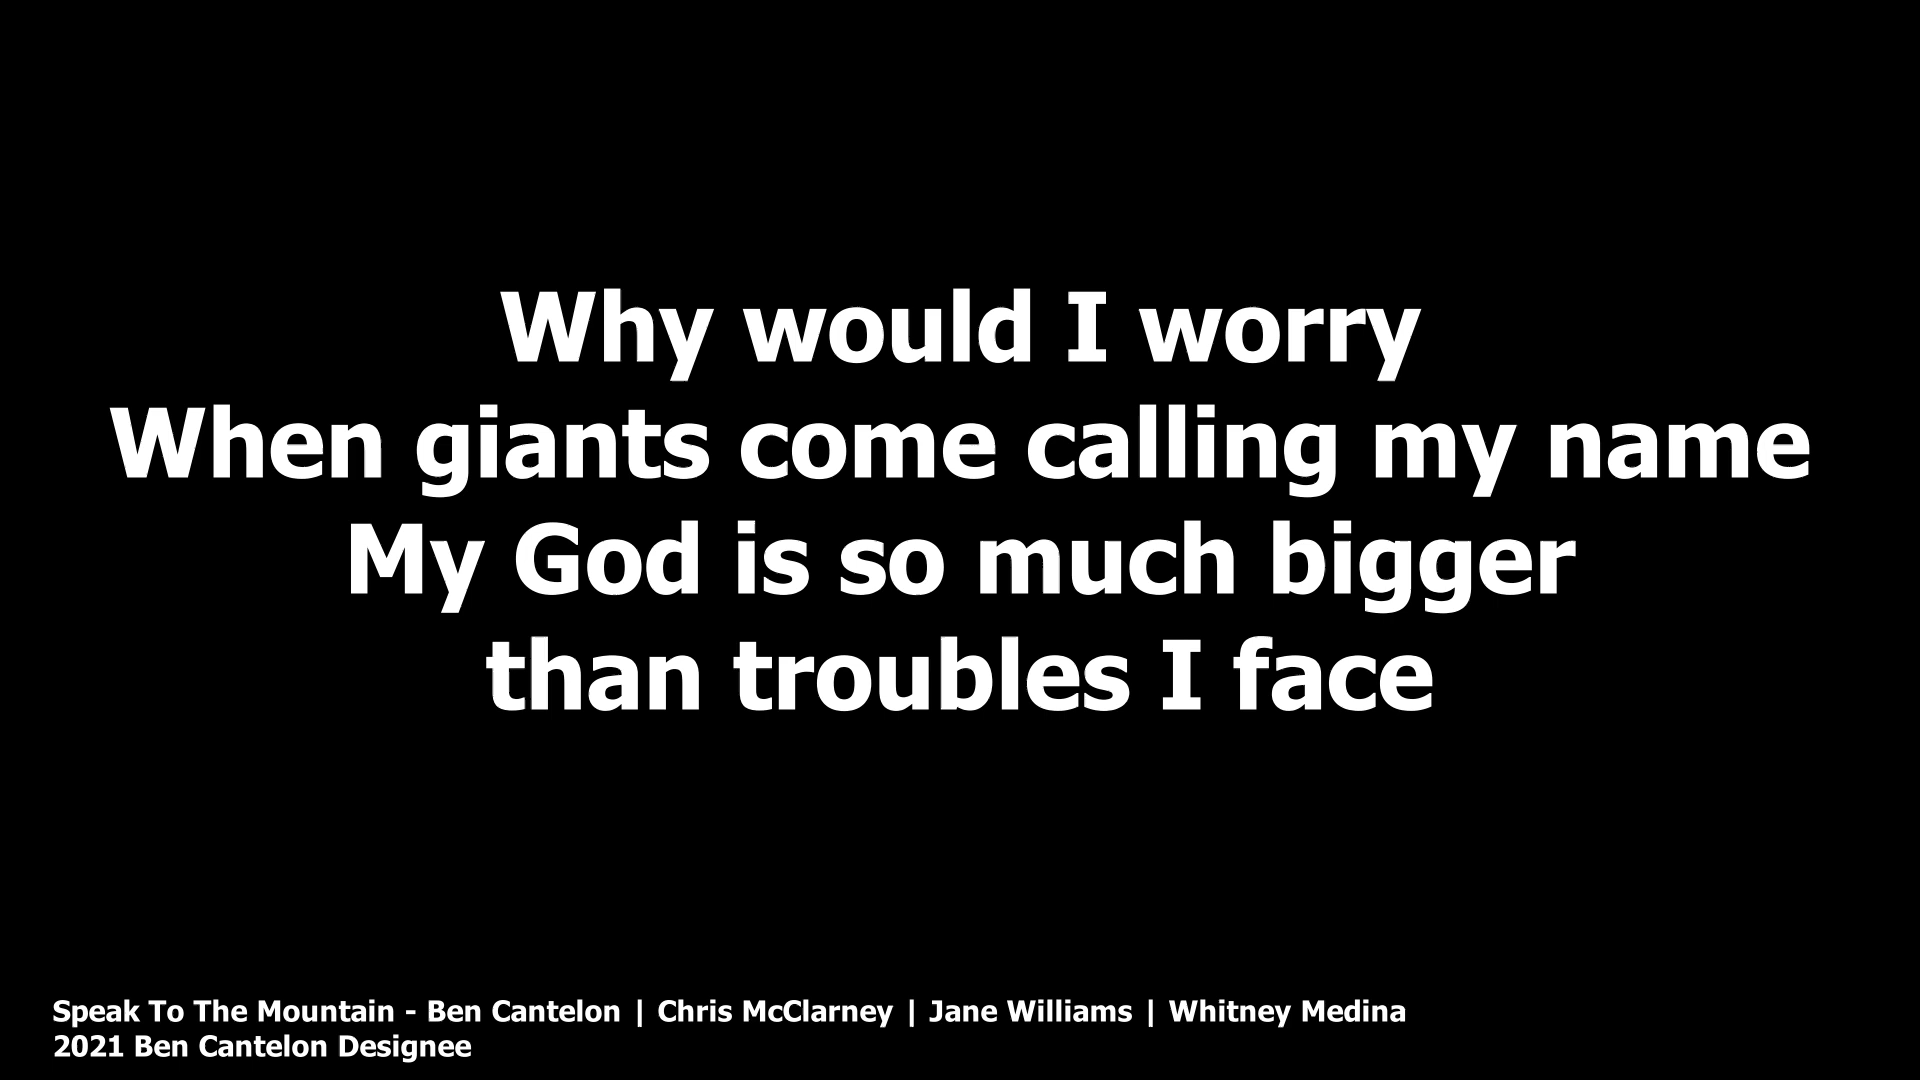 Why would I worry
When giants come calling my name
My God is so much bigger
than troubles I face
Speak To The Mountain - Ben Cantelon | Chris McClarney | Jane Williams | Whitney Medina
2021 Ben Cantelon Designee